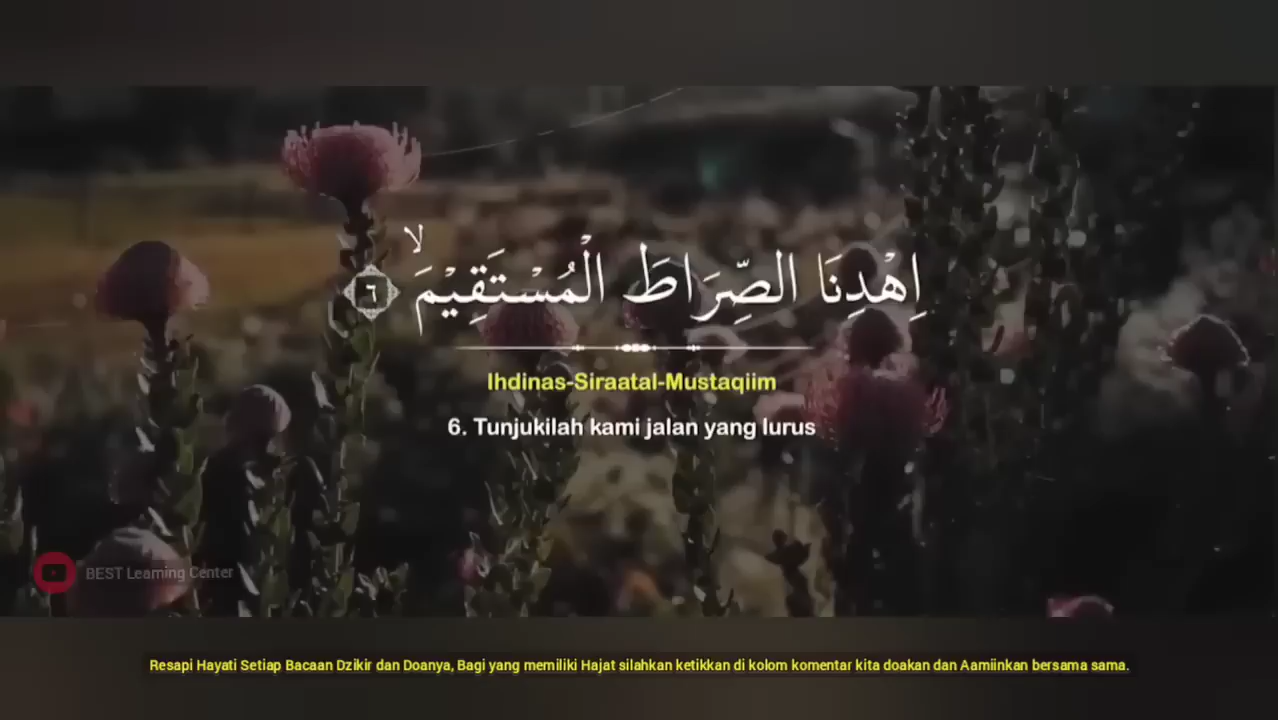 اِهْدِنَا الصِّرَاطَ الْمُسْتَقِيْمَۙ ٦
Ihdinas-Siraatal-Mustaqiim
6. Tunjukilah kami jalan yang lurus
BEST Learning Center
Resapi Hayati Setiap Bacaan Dzikir dan Doanya, Bagi yang memiliki Hajat silahkan ketikkan di kolom komentar kita doakan dan Aamiinkan bersama sama.